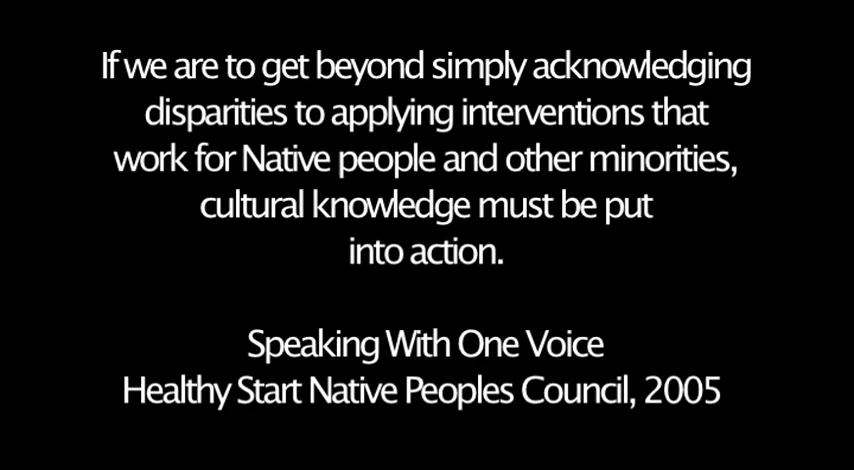 If we are to get beyond simply acknowledging
disparities to applying interventions that
work for Native people and other minorities,
cultural knowledge must be put
into action.
Speaking With One Voice
Healthy Start Native Peoples Council, 2005